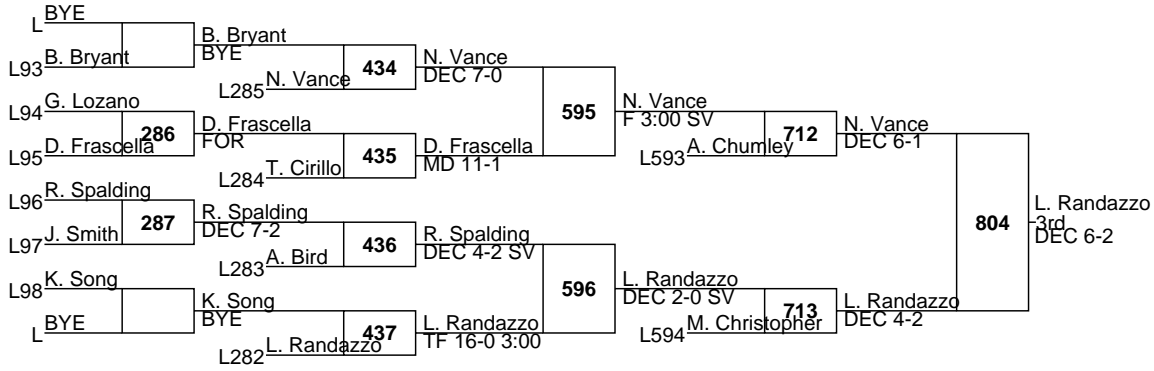 L BYE
L93 B. Bryant
B. Bryant
BYE
L285 N. Vance
434
N. Vance
DEC 7-0
L94 G. Lozano
286
L95 D. Frascella
D. Frascella
FOR
L284 T. Cirillo
435
D. Frascella
MD 11-1
595
N. Vance
F 3:00 SV
L593 A. Chumley
712
N. Vance
DEC 6-1
L96 R. Spalding
287
L97 J. Smith
R. Spalding
DEC 7-2
L283 A. Bird
436
R. Spalding
DEC 4-2 SV
L98 K. Song
L BYE
K. Song
BYE
L282 L. Randazzo
437
L. Randazzo
TF 16-0 3:00
596
L. Randazzo
DEC 2-0 SV
L594 M. Christopher
713
L. Randazzo
DEC 4-2
804
L. Randazzo
3rd
DEC 6-2